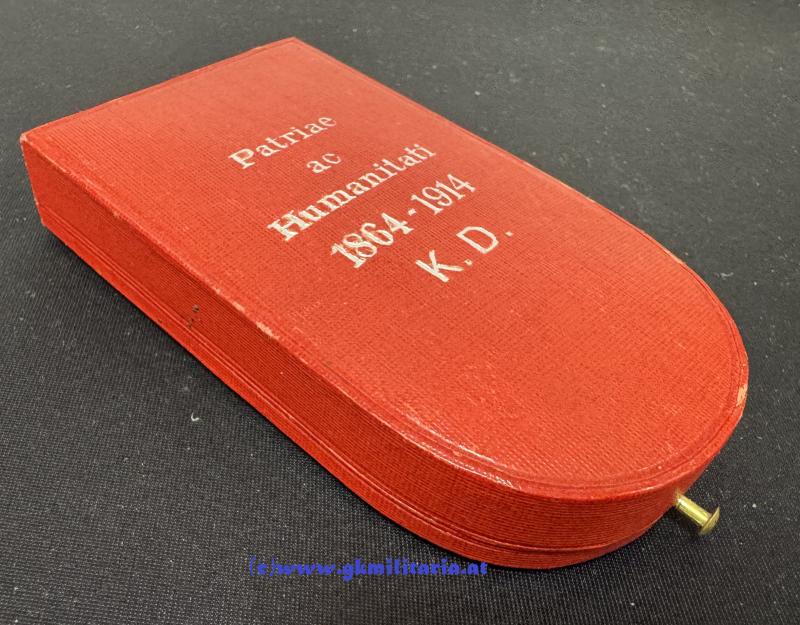 Patriae
ac
Humanitati
1864-1914
K.D.
(c)www.gkmilitaria.at